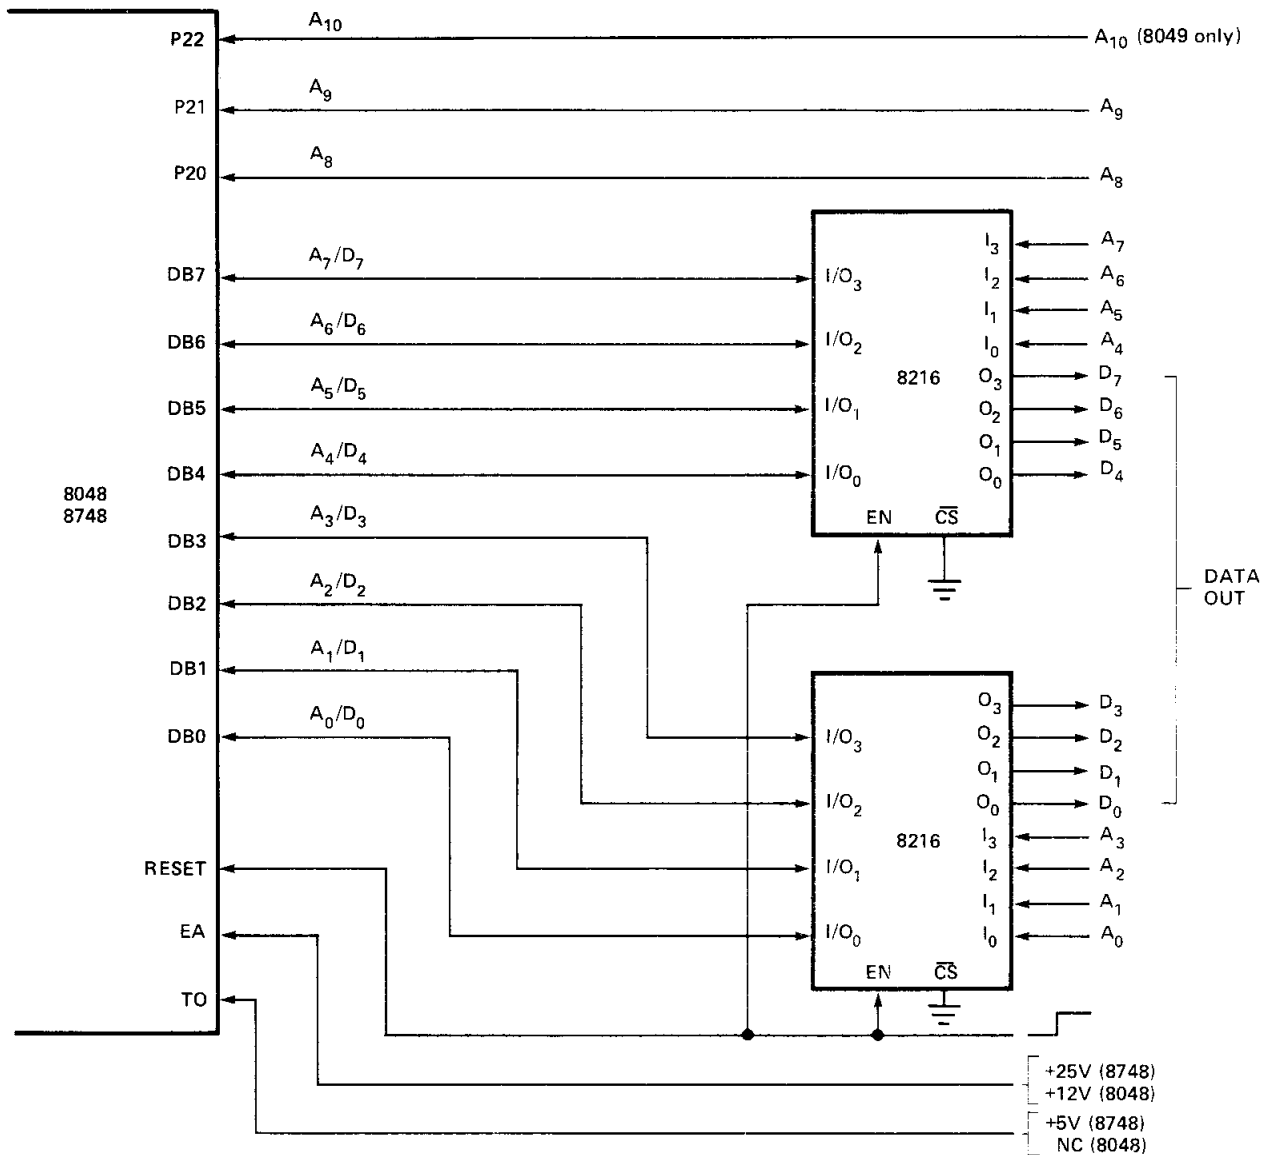 P22 A10 A10 (8049 only)
P21 A9 A9
P20 A8 A8
I3 A7
DB7 A7/D7 I/O3 I2 A6
I1 A5
DB6 A6/D6 I/O2 I0 A4
8216 O3 D7
DB5 A5/D5 I/O1 O2 D6
O1 D5
DB4 A4/D4 I/O0 O0 D4
8048
8748
EN CS
DB3 A3/D3
DATA
OUT
DB2 A2/D2
DB1 A1/D1
O3 D3
DB0 A0/D0 I/O3 O2 D2
O1 D1
I/O2 O0 D0
8216 I3 A3
RESET I/O1 I2 A2
I1 A1
EA I/O0 I0 A0
EN CS
TO
+25V (8748)
+12V (8048)
+5V (8748)
NC (8048)